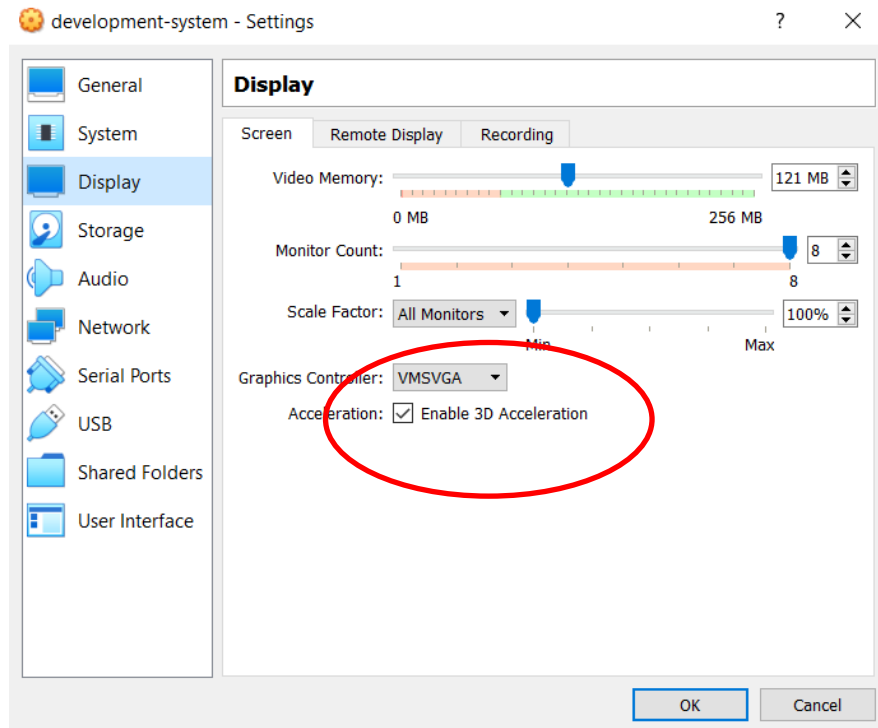 development-system - Settings ?
General
System
Display
Storage
Audio
Network
Serial Ports
USB
Shared Folders
User Interface
Display
Screen Remote Display Recording
Video Memory: 121 MB
0 MB 256 MB
Monitor Count: 8
1 8
Scale Factor: All Monitors 100%
Min Max
Graphics Controller: VMSVGA
Acceleration: Enable 3D Acceleration
OK Cancel